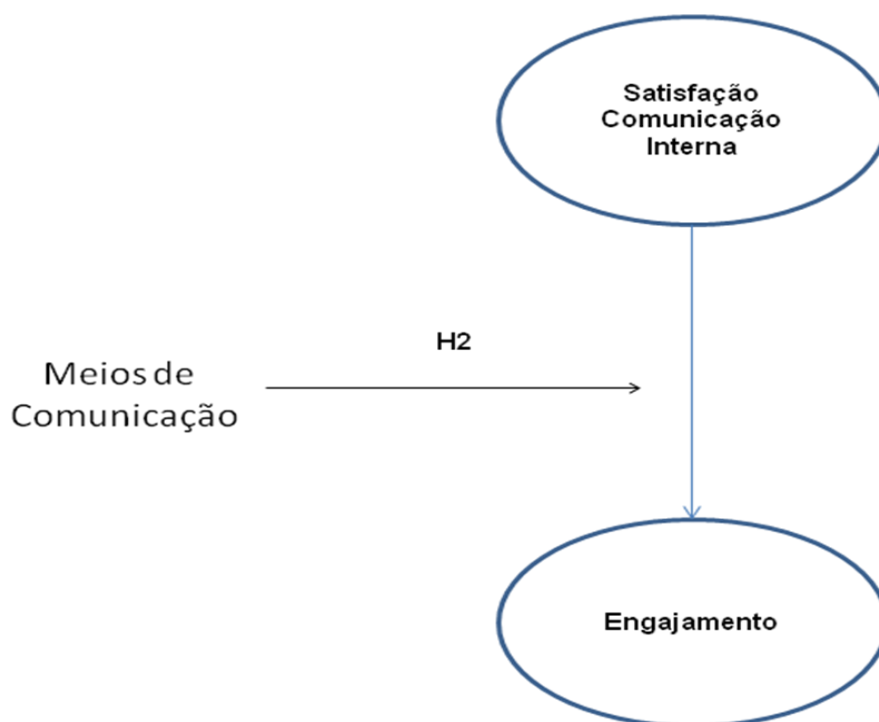 Satisfação
Comunicação
Interna
H2
Meios de
Comunicação
Engajamento